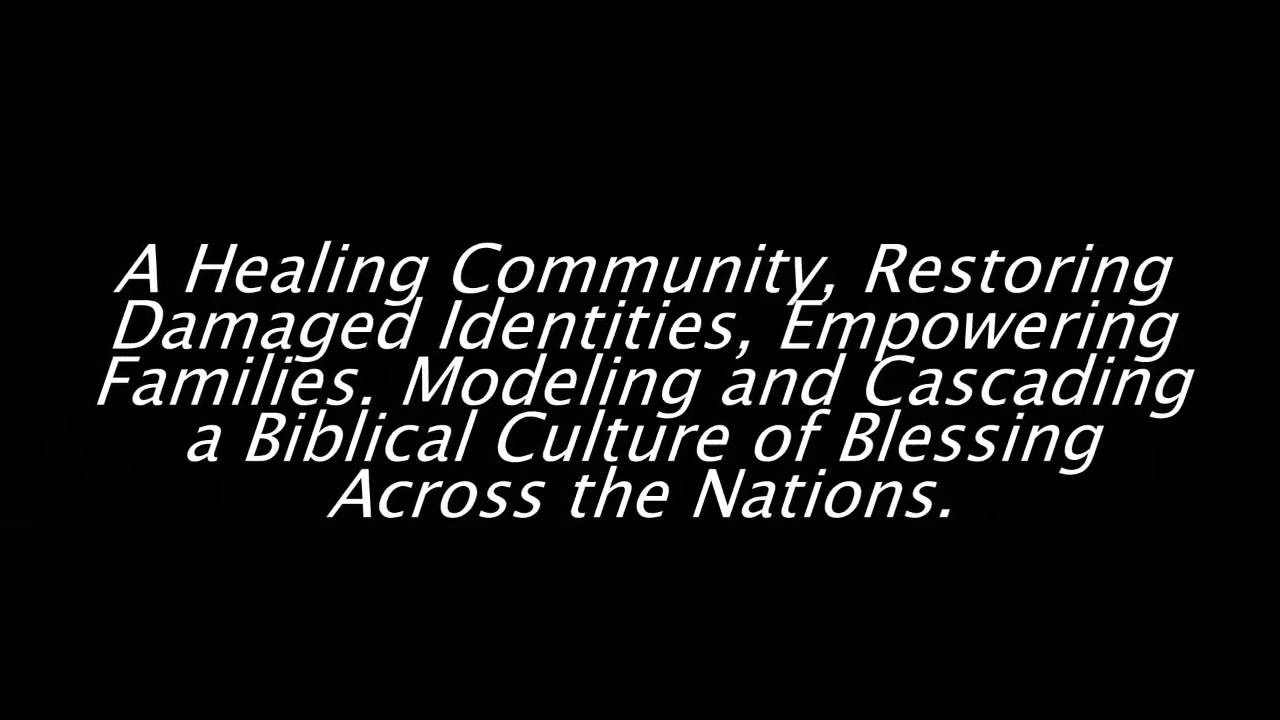 A Healing Community, Restoring
Damaged Identities, Empowering
Families. Modeling and Cascading
a Biblical Culture of Blessing
Across the Nations.